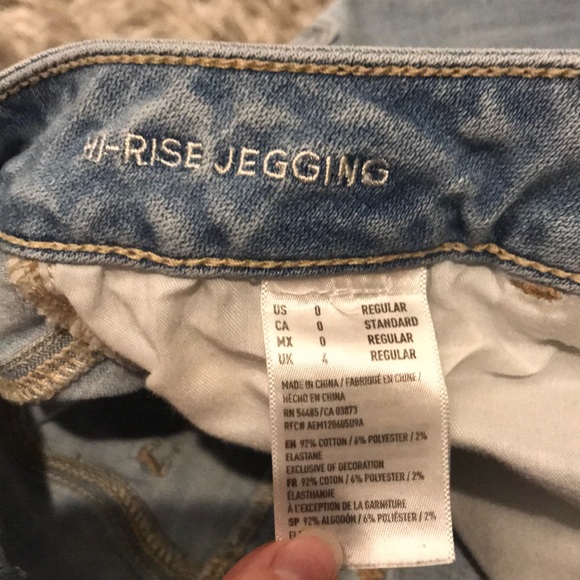 HI-RISE JEGGING
US 0 REGULAR
CA 0 STANDARD
MX 0 REGULAR
UK 4 REGULAR
MADE IN CHINA / FABRIQUÉ EN CHINE /
HECHO EN CHINA
RN 54485/CA 03873
RFC# AEM1206U5U9A
EN 92% COTTON / 6% POLYESTER / 2%
ELASTANE
EXCLUSIVE OF DECORATION
FR 92% COTON / 6% POLYESTER / 2%
ÉLASTHANNE
À L'EXCEPTION DE LA GARNITURE
SP 92% ALGODÓN / 6% POLIÉSTER / 2%